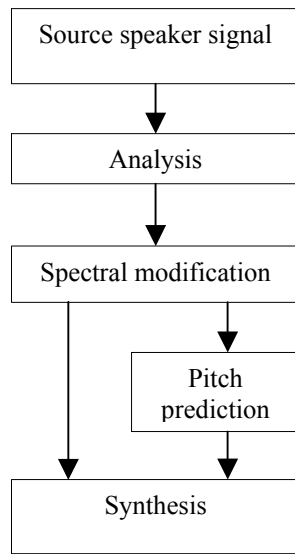 Source speaker signal
Analysis
Spectral modification
Pitch
prediction
Synthesis